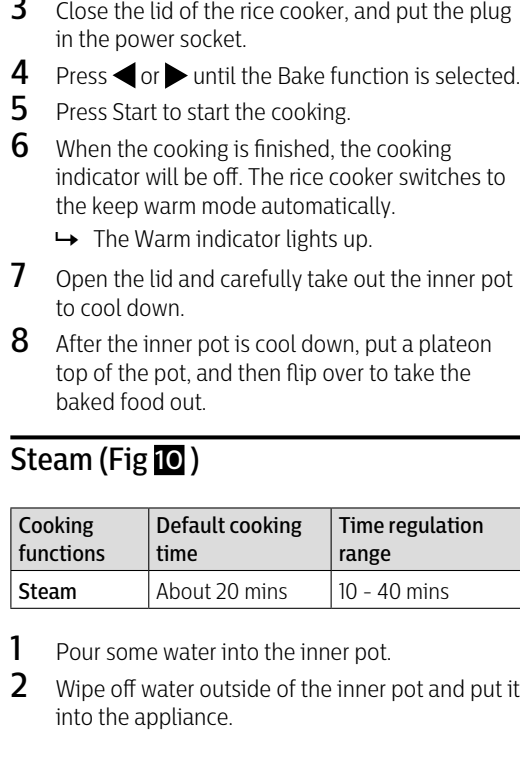 3 Close the lid of the rice cooker, and put the plug
in the power socket.
4 Press ◀ or ▶ until the Bake function is selected.
5 Press Start to start the cooking.
6 When the cooking is finished, the cooking
indicator will be off. The rice cooker switches to
the keep warm mode automatically.
↪ The Warm indicator lights up.
7 Open the lid and carefully take out the inner pot
to cool down.
8 After the inner pot is cool down, put a plateon
top of the pot, and then flip over to take the
baked food out.
Steam (Fig 10 )
Cooking functions Default cooking time Time regulation range
Steam About 20 mins 10 - 40 mins
1 Pour some water into the inner pot.
2 Wipe off water outside of the inner pot and put it
into the appliance.